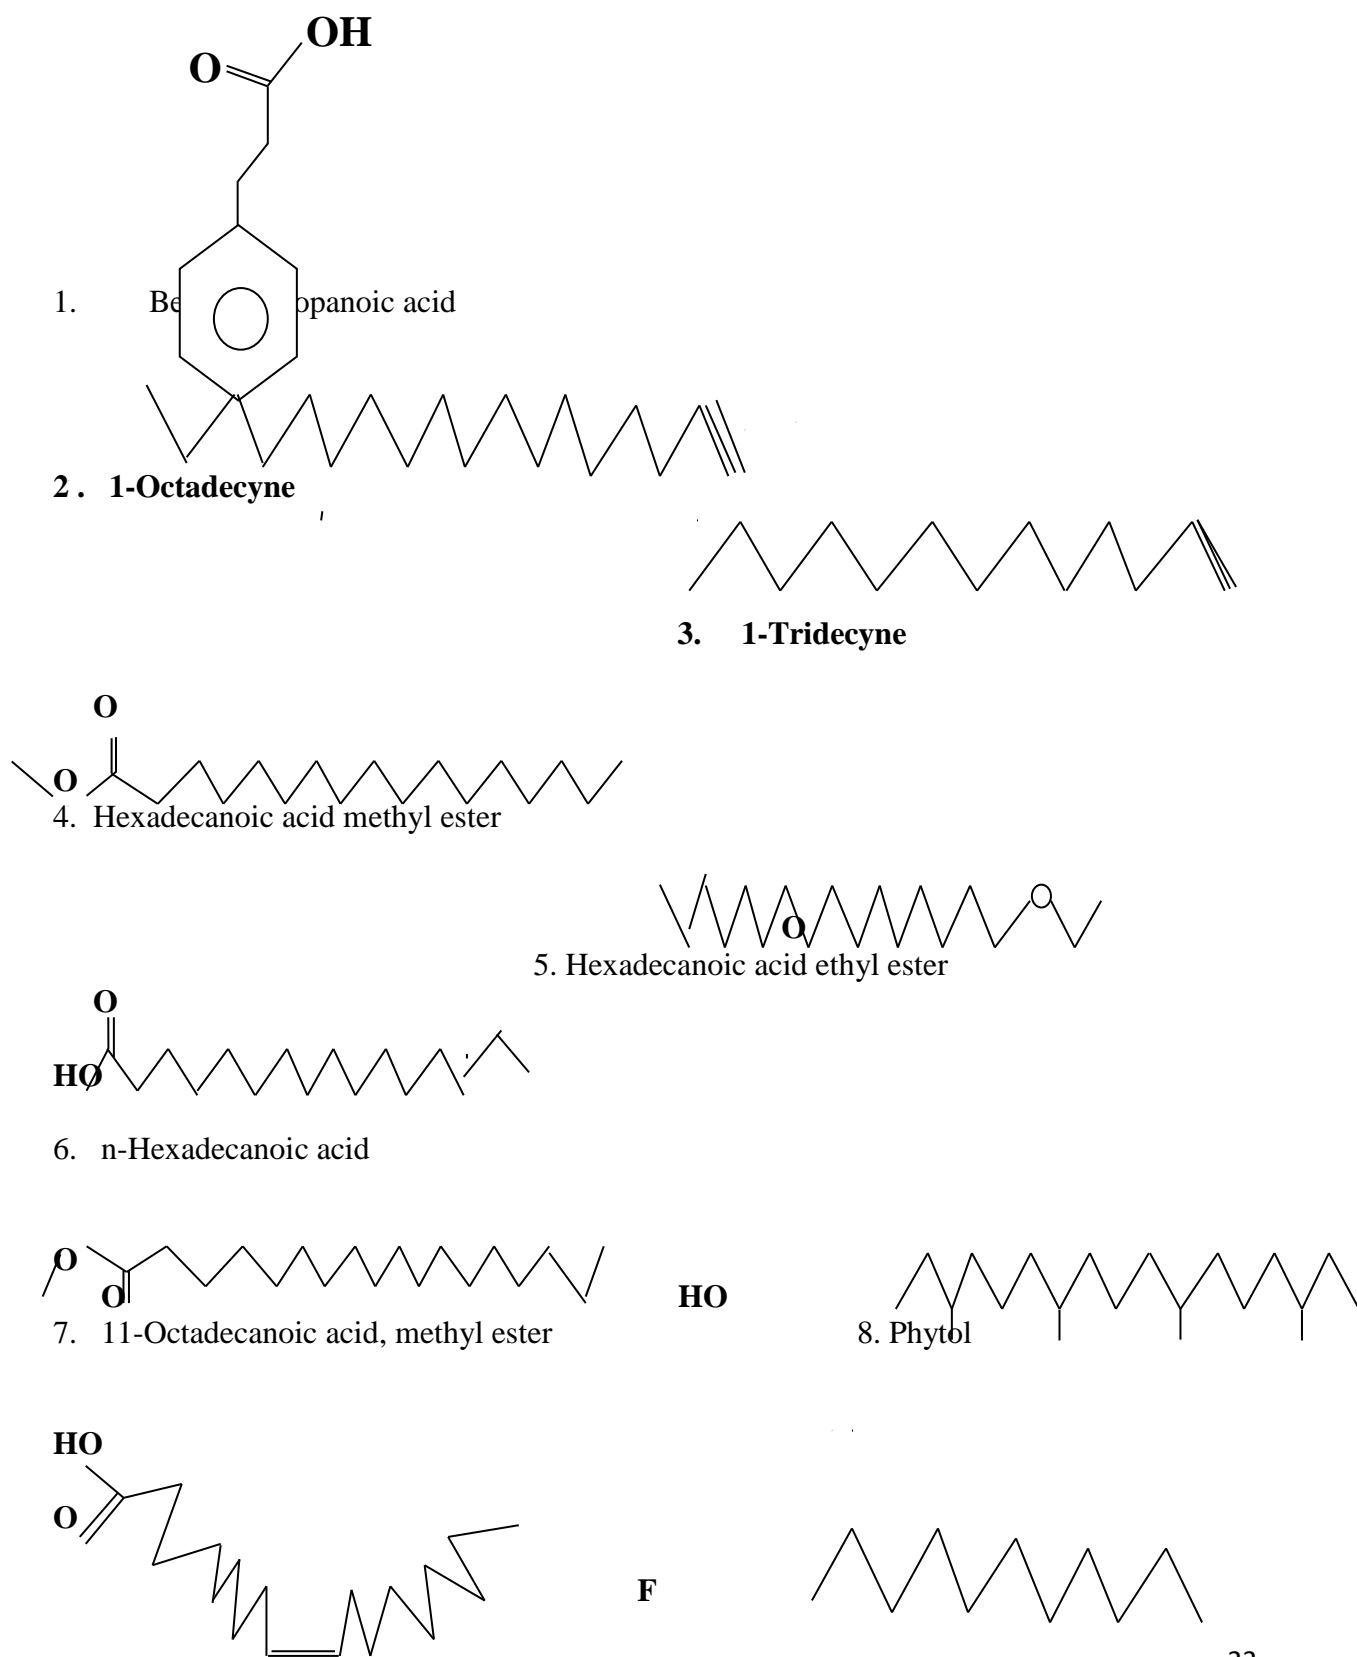 OH
O
1. Be opanoic acid
2 . 1-Octadecyne
3. 1-Tridecyne
O
O
4. Hexadecanoic acid methyl ester
O
5. Hexadecanoic acid ethyl ester
O
HO
6. n-Hexadecanoic acid
O
O
HO
7. 11-Octadecanoic acid, methyl ester
8. Phytol
HO
O
F